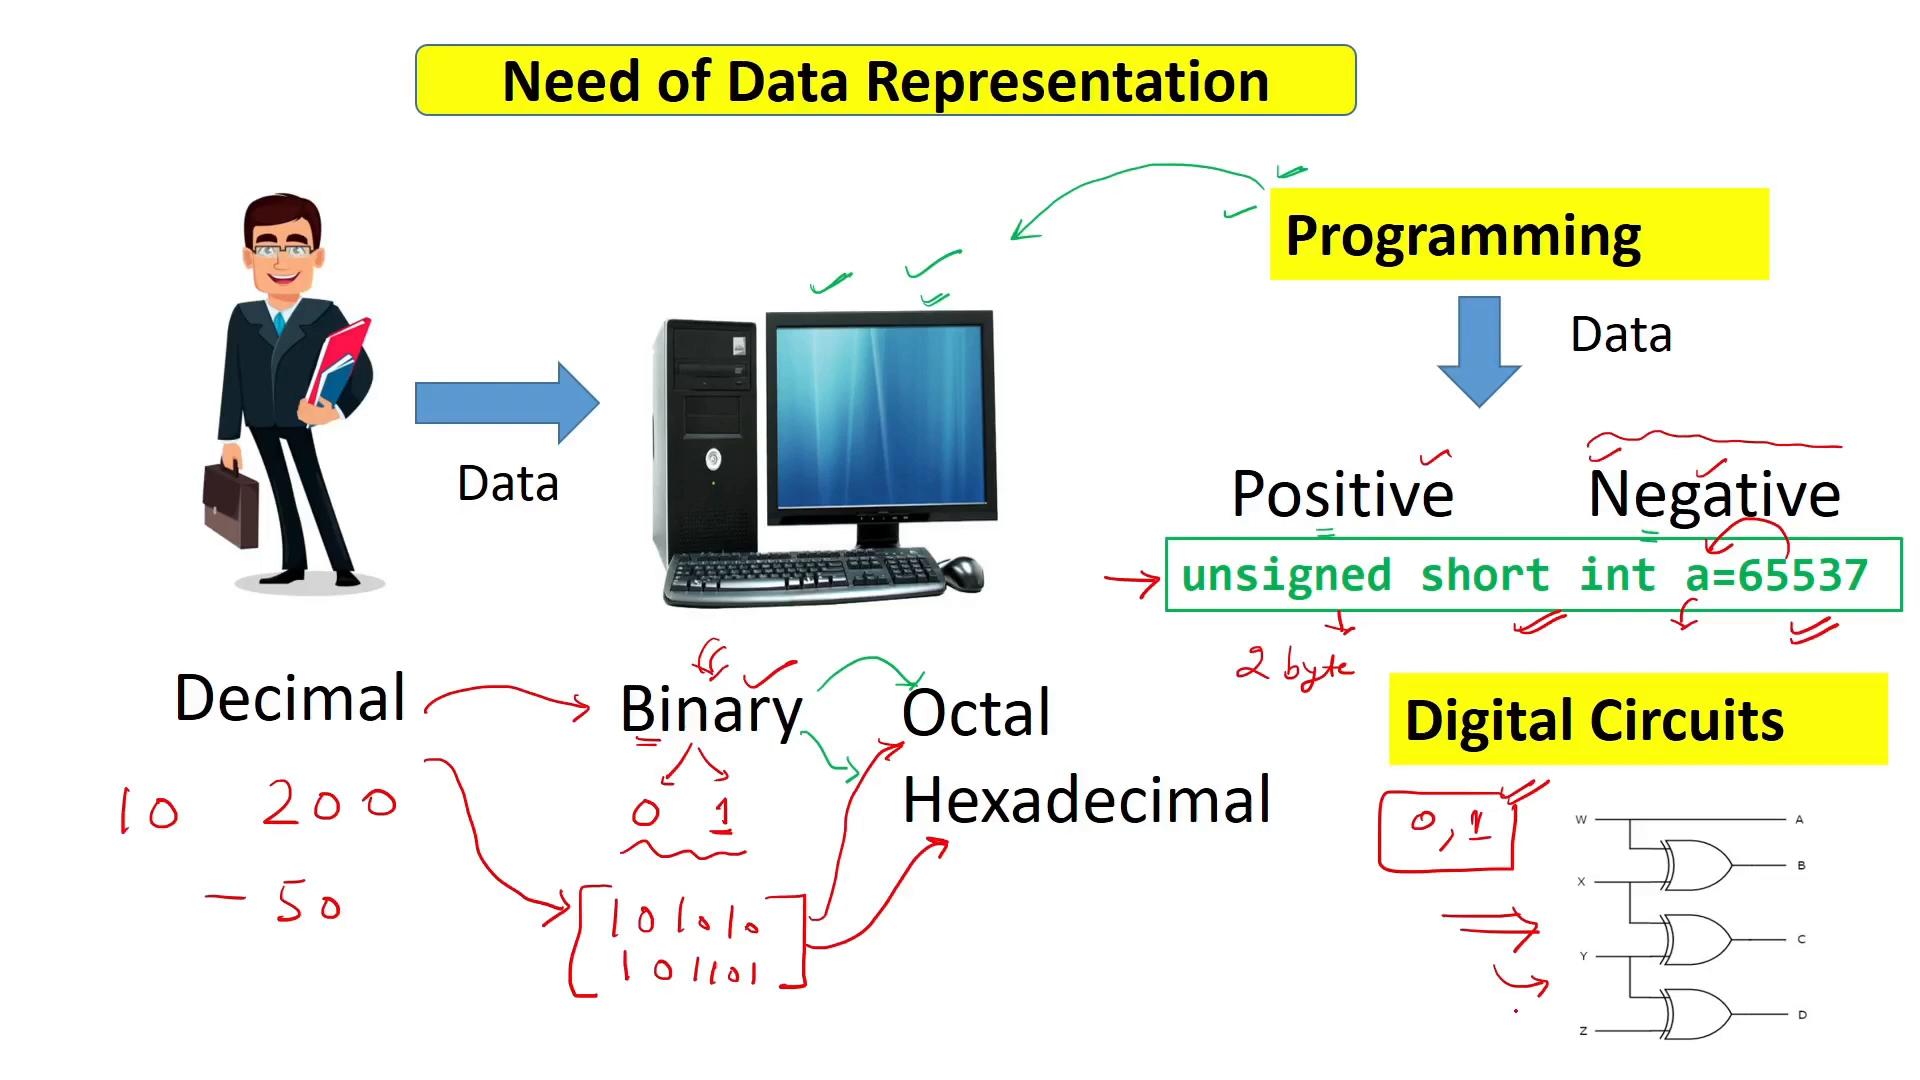 Need of Data Representation
Programming
Data
Data
Positive Negative
unsigned short int a=65537
2 byte
Decimal Binary Octal
Hexadecimal
10 200
- 50
0 1
101010
101101
Digital Circuits
0, 1
W A
B
X
C
Y
D
Z